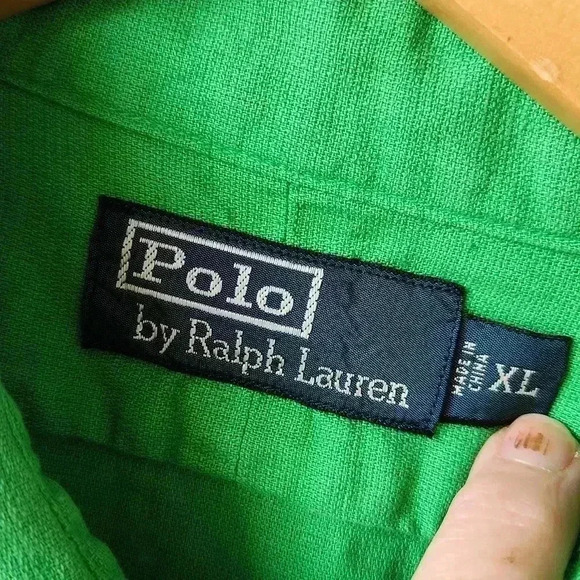 Polo
by Ralph Lauren
MADE IN
CHINA
XL